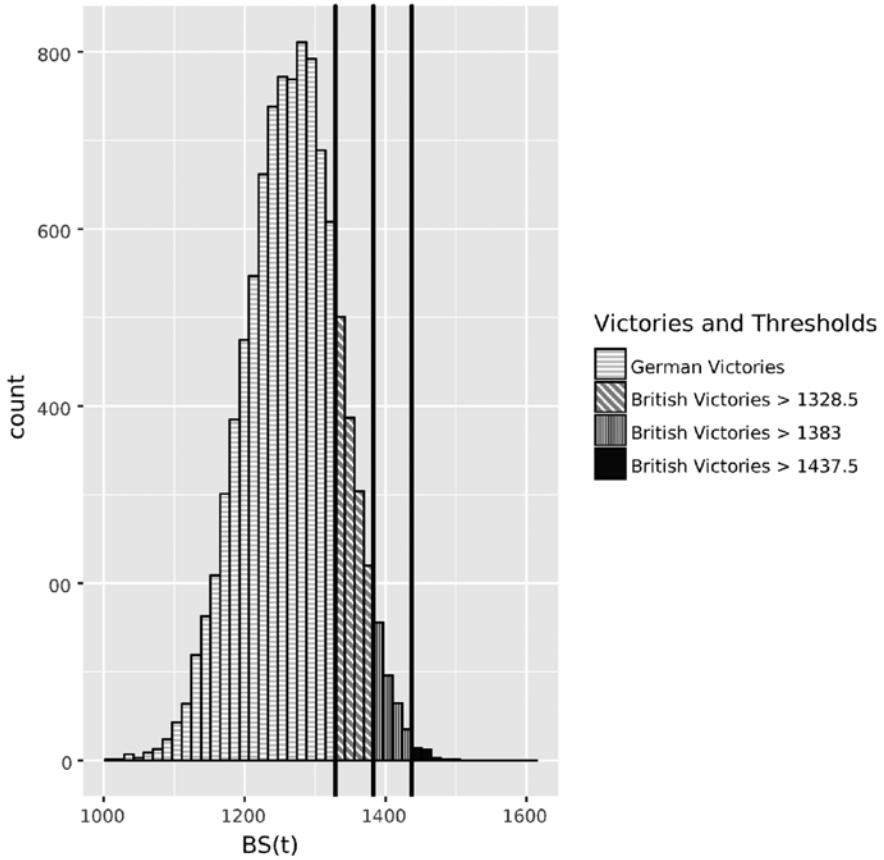 800
600
400
00
0
count
1000 1200 1400 1600
BS(t)
Victories and Thresholds
German Victories
British Victories > 1328.5
British Victories > 1383
British Victories > 1437.5